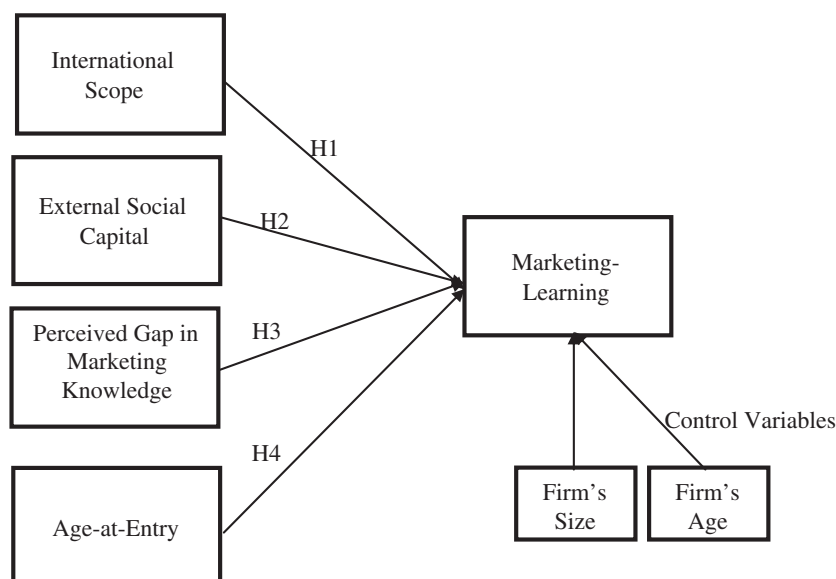 International
Scope
H1
External Social
Capital
H2
Marketing-
Learning
Perceived Gap in
Marketing
Knowledge
H3
H4
Age-at-Entry
Control Variables
Firm's
Size
Firm's
Age